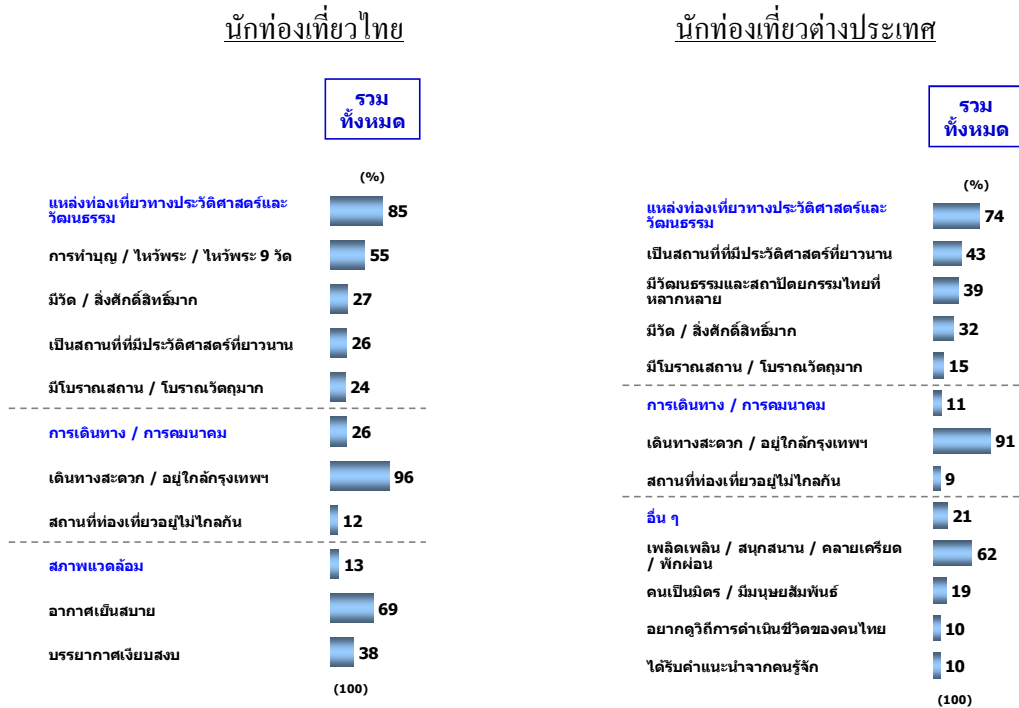 นักท่องเที่ยวไทย
รวม
ทั้งหมด
(%)
แหล่งท่องเที่ยวทางประวัติศาสตร์และ
วัฒนธรรม
85
การทำบุญ / ไหว้พระ / ไหว้พระ 9 วัด
55
มีวัด / สิ่งศักดิ์สิทธิ์มาก
27
เป็นสถานที่ที่มีประวัติศาสตร์ที่ยาวนาน
26
มีโบราณสถาน / โบราณวัตถุมาก
24
การเดินทาง / การคมนาคม
26
เดินทางสะดวก / อยู่ใกล้กรุงเทพฯ
96
สถานที่ท่องเที่ยวอยู่ไม่ไกลกัน
12
สภาพแวดล้อม
13
อากาศเย็นสบาย
69
บรรยากาศเงียบสงบ
38
(100)
นักท่องเที่ยวต่างประเทศ
รวม
ทั้งหมด
(%)
แหล่งท่องเที่ยวทางประวัติศาสตร์และ
วัฒนธรรม
74
เป็นสถานที่ที่มีประวัติศาสตร์ที่ยาวนาน
43
มีวัฒนธรรมและสถาปัตยกรรมไทยที่
หลากหลาย
39
มีวัด / สิ่งศักดิ์สิทธิ์มาก
32
มีโบราณสถาน / โบราณวัตถุมาก
15
การเดินทาง / การคมนาคม
11
เดินทางสะดวก / อยู่ใกล้กรุงเทพฯ
91
สถานที่ท่องเที่ยวอยู่ไม่ไกลกัน
9
อื่น ๆ
21
เพลิดเพลิน / สนุกสนาน / คลายเครียด
/ พักผ่อน
62
คนเป็นมิตร / มีมนุษยสัมพันธ์
19
อยากดูวิถีการดำเนินชีวิตของคนไทย
10
ได้รับคำแนะนำจากคนรู้จัก
10
(100)